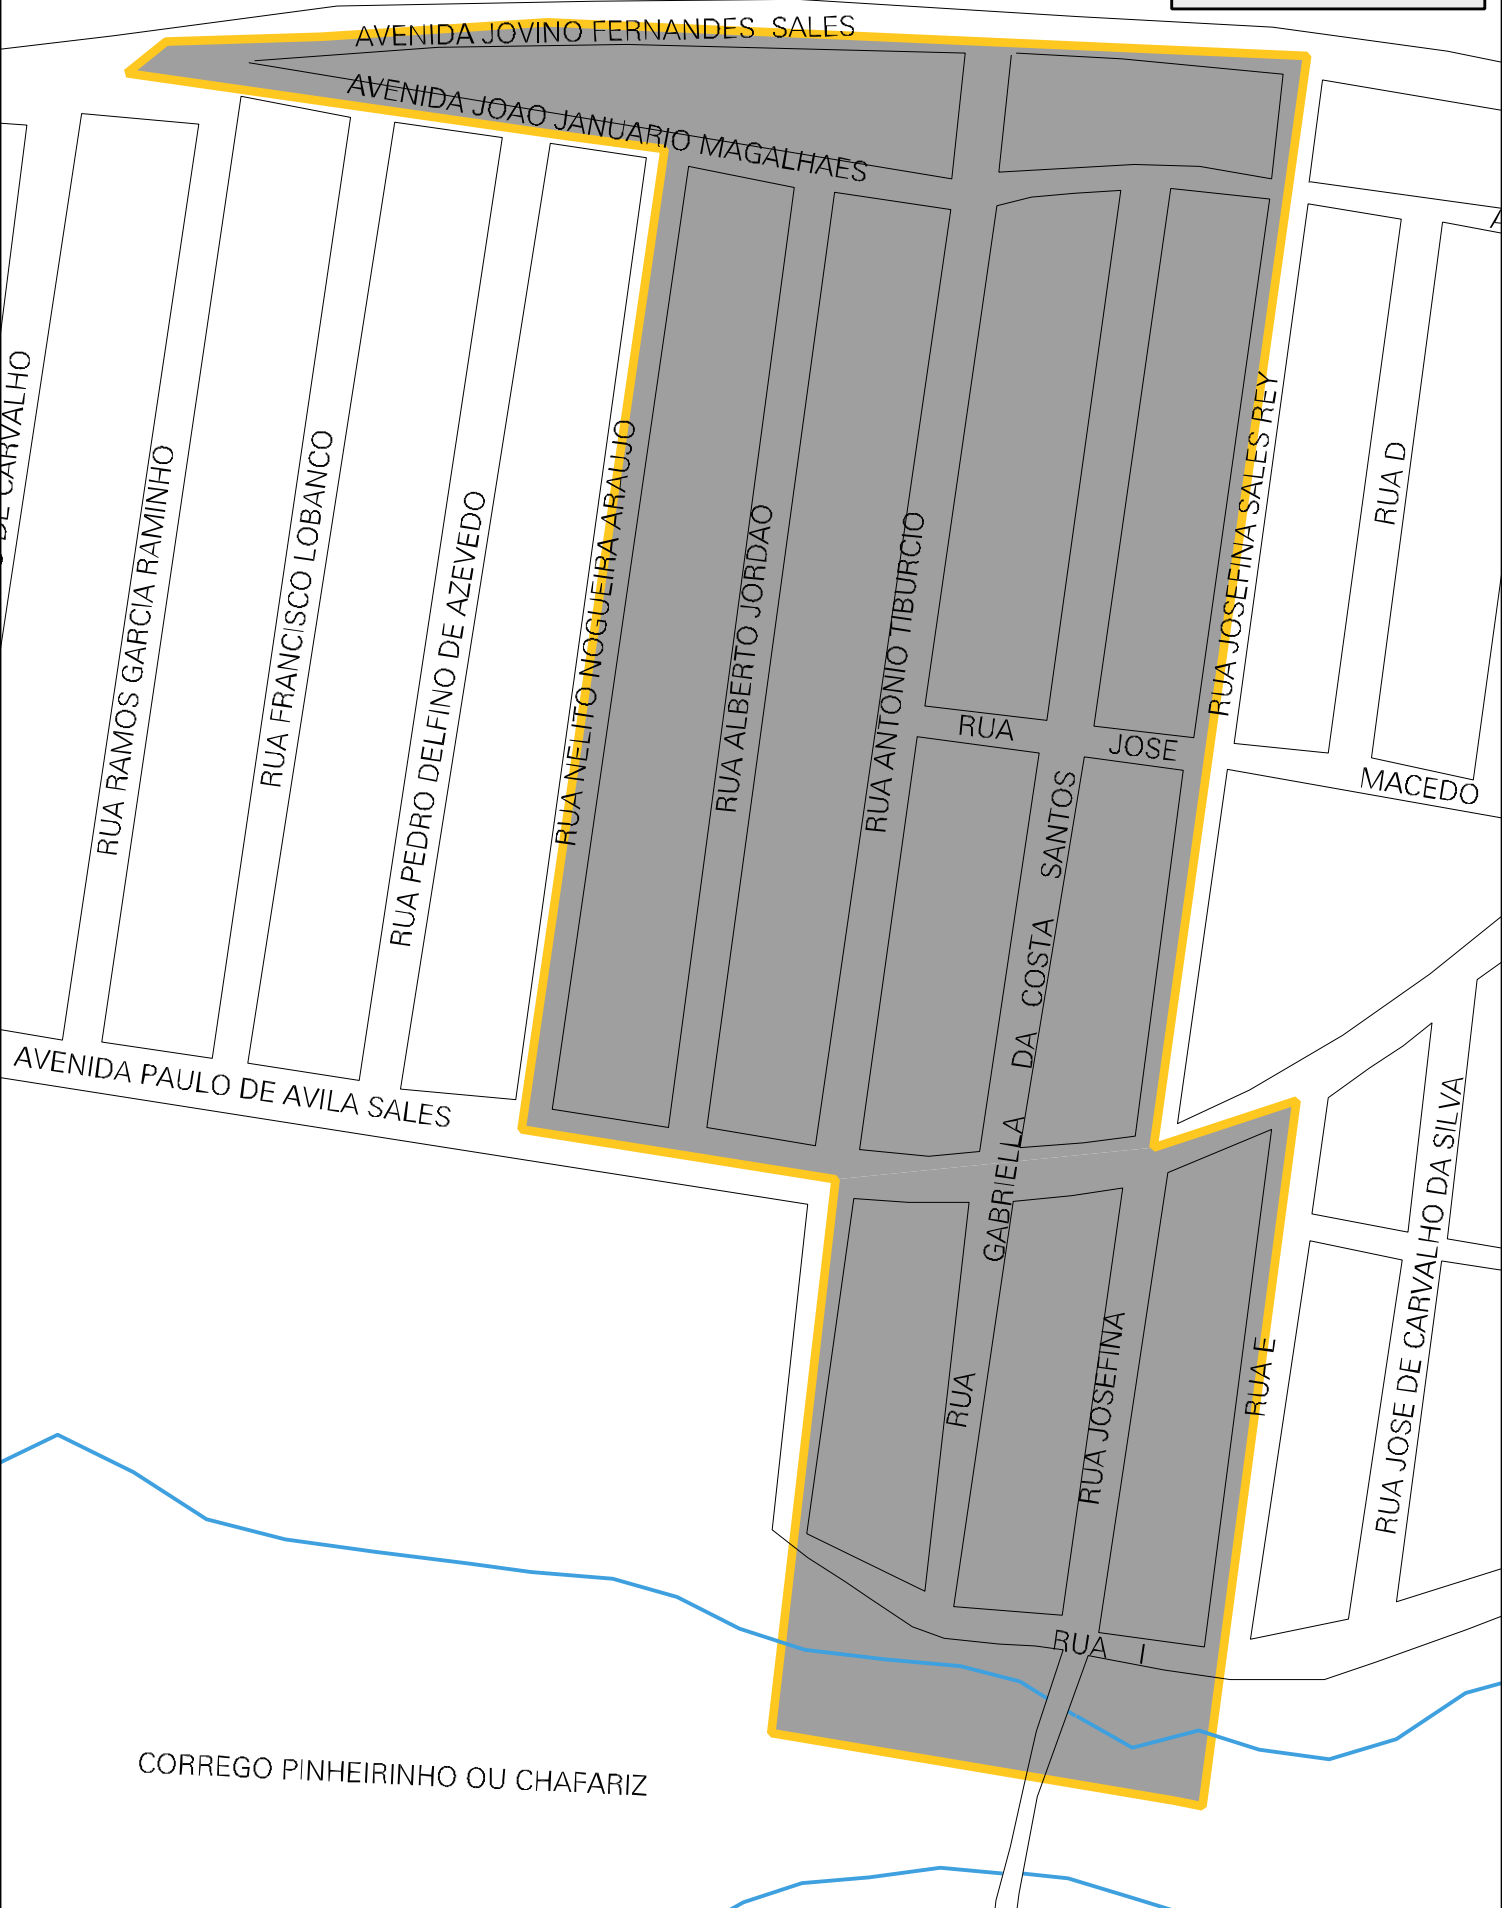 AVENIDA JOVINO FERNANDES SALES
AVENIDA JOAO JANUARIO MAGALHAES
DE CARVALHO
RUA RAMOS GARCIA RAMINHO
RUA FRANCISCO LOBANCO
RUA PEDRO DELFINO DE AZEVEDO
RUA NELITO NOGUEIRA ARAUJO
RUA ALBERTO JORDAO
RUA ANTONIO TIBURCIO
RUA JOSEFINA SALES REY
RUA D
RUA JOSE MACEDO
RUA GABRIELLA DA COSTA SANTOS
AVENIDA PAULO DE AVILA SALES
RUA JOSEFINA
RUA E
RUA JOSE DE CARVALHO DA SILVA
RUA I
CORREGO PINHEIRINHO OU CHAFARIZ